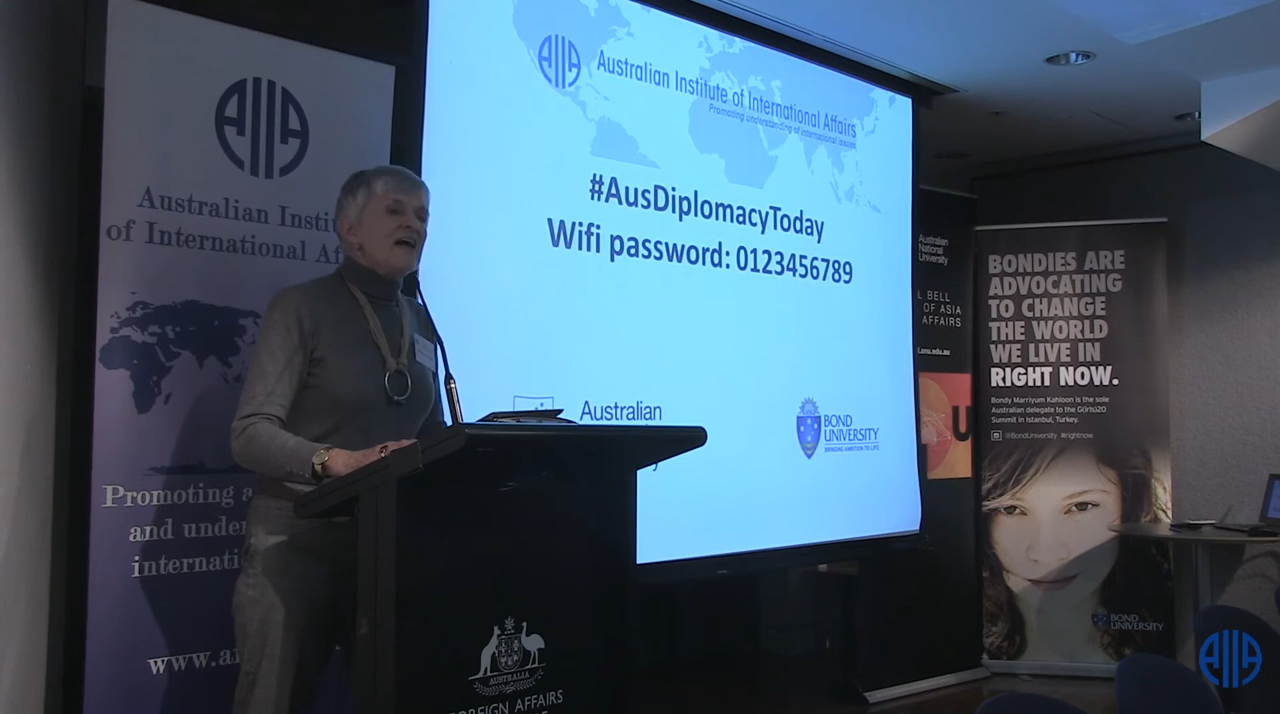 AIIA
Australian Insti
of International Af
Promoting a
and under
internati
www.ai
AIIA
Australian Institute of International Affairs
Promoting understanding of international issues
#AusDiplomacyToday
Wifi password: 0123456789
Australian
BOND
UNIVERSITY
BRINGING AMBITION TO LIFE
AUSTRALIA
FOREIGN AFFAIRS
Australian
National
University
L BELL
OF ASIA
AFFAIRS
.anu.edu.au
U
BONDIES ARE
ADVOCATING
TO CHANGE
THE WORLD
WE LIVE IN
RIGHT NOW.
Bondy Marriyum Kahloon is the sole
Australian delegate to the G(irls)20
Summit in Istanbul, Turkey.
@BondUniversity #rightnow
BOND
UNIVERSITY
AIIA